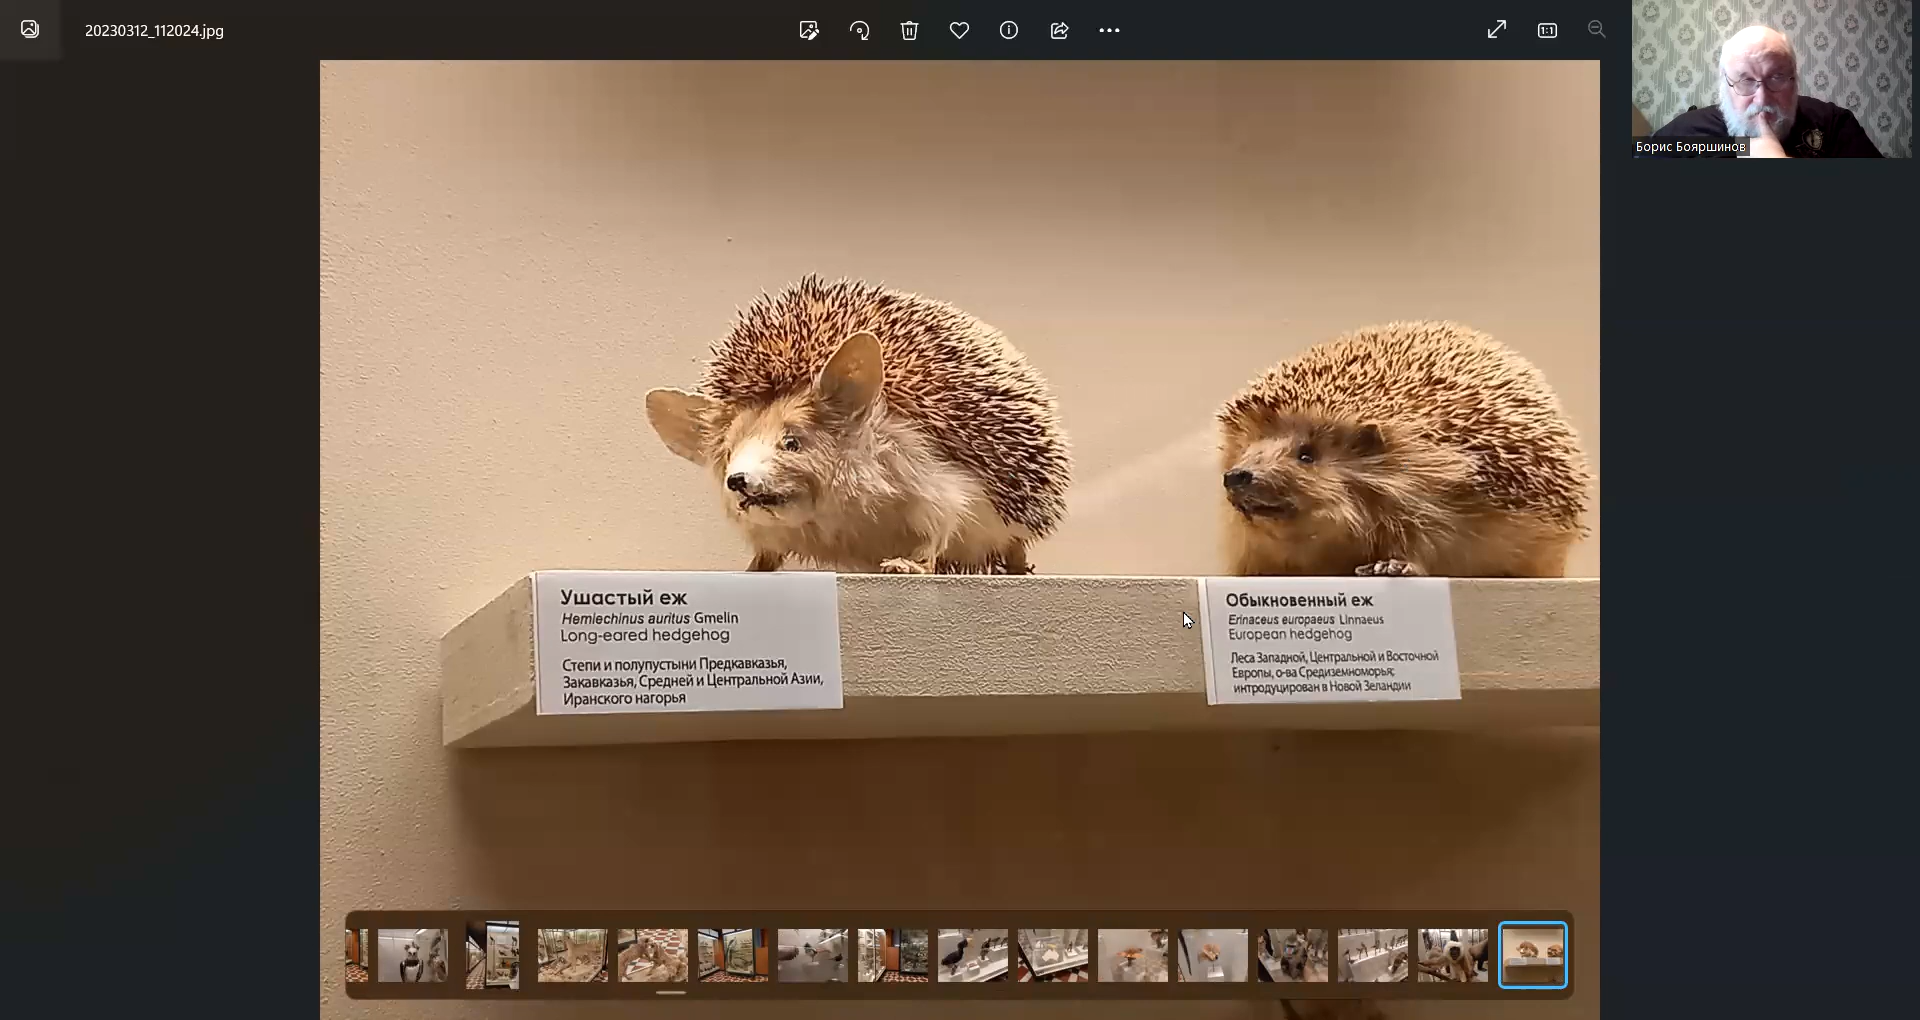 20230312_112024.jpg
1:1
Борис Бояршинов
Ушастый еж
Hemiechinus auritus Gmelin
Long-eared hedgehog
Степи и полупустыни Предкавказья,
Закавказья, Средней и Центральной Азии,
Иранского нагорья
Обыкновенный еж
Erinaceus europaeus Linnaeus
European hedgehog
Леса Западной, Центральной и Восточной
Европы, о-ва Средиземноморья;
интродуцирован в Новой Зеландии